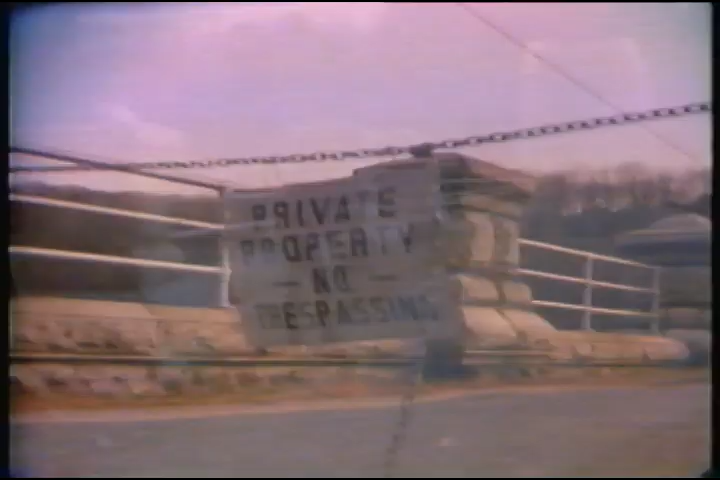 PRIVATE
PROPERTY
— NO —
TRESPASSING